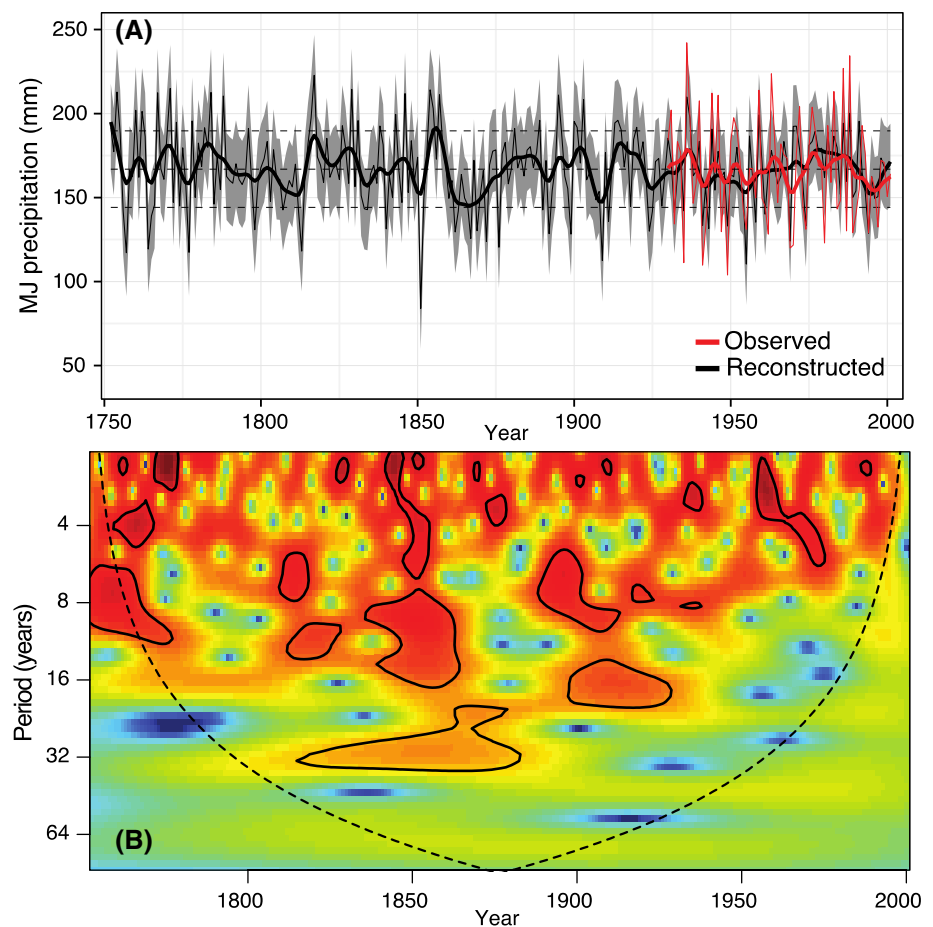 (A)
MJ precipitation (mm)
250
200
150
100
50
Observed
Reconstructed
1750
1800
1850
1900
1950
2000
Year
Period (years)
4
8
16
32
64
(B)
1800
1850
1900
1950
2000
Year